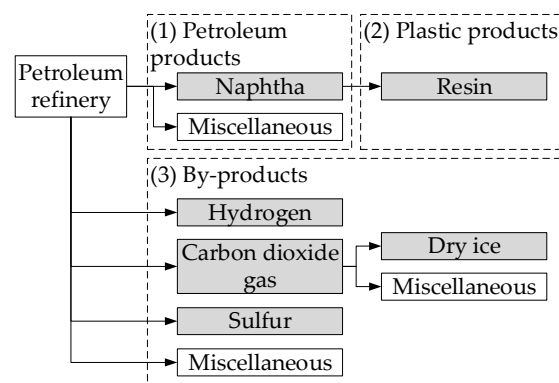 (1) Petroleum
products
(2) Plastic products
Petroleum
refinery
Naphtha
Resin
Miscellaneous
(3) By-products
Hydrogen
Carbon dioxide
gas
Dry ice
Miscellaneous
Sulfur
Miscellaneous